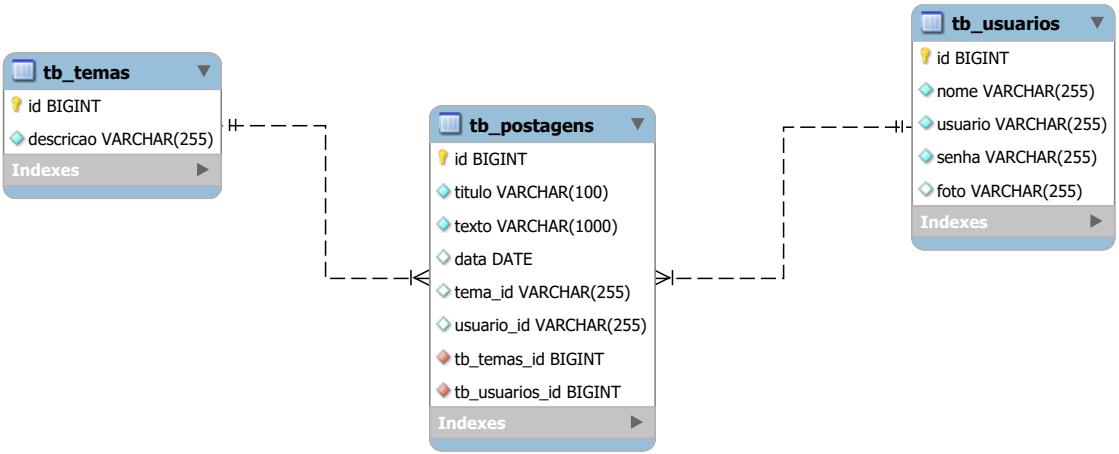 tb_temas
id BIGINT
descricao VARCHAR(255)
Indexes
tb_postagens
id BIGINT
titulo VARCHAR(100)
texto VARCHAR(1000)
data DATE
tema_id VARCHAR(255)
usuario_id VARCHAR(255)
tb_temas_id BIGINT
tb_usuarios_id BIGINT
Indexes
tb_usuarios
id BIGINT
nome VARCHAR(255)
usuario VARCHAR(255)
senha VARCHAR(255)
foto VARCHAR(255)
Indexes